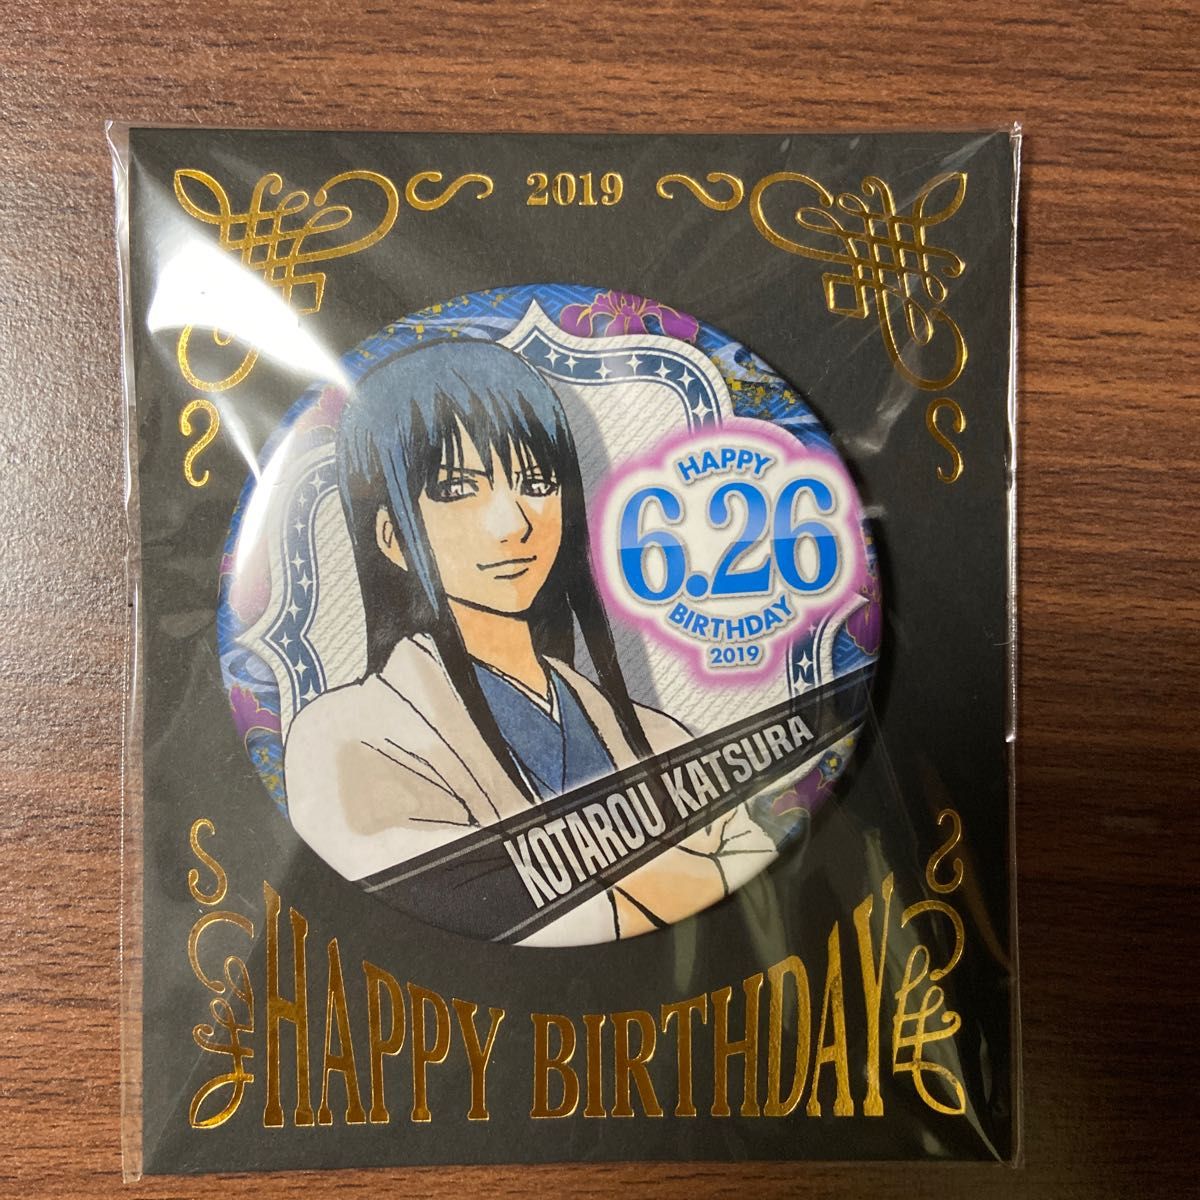 2019
HAPPY
6.26
BIRTHDAY
2019
KOTAROU KATSURA
HAPPY BIRTHDAY